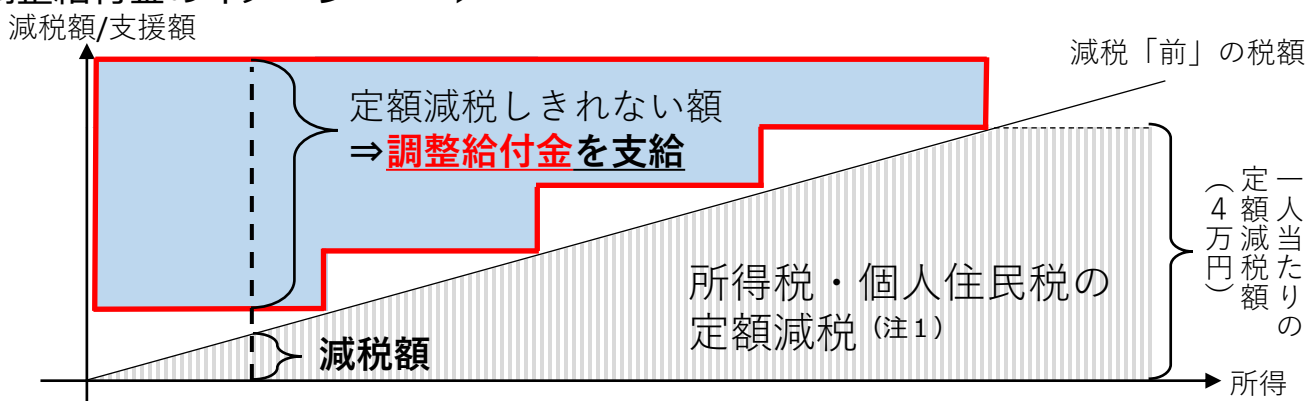 減税額/支援額
減税「前」の税額
定額減税しきれない額
⇒調整給付金を支給
一人当たりの
定額減税額
（４万円）
所得税・個人住民税の
定額減税（注１）
減税額
所得